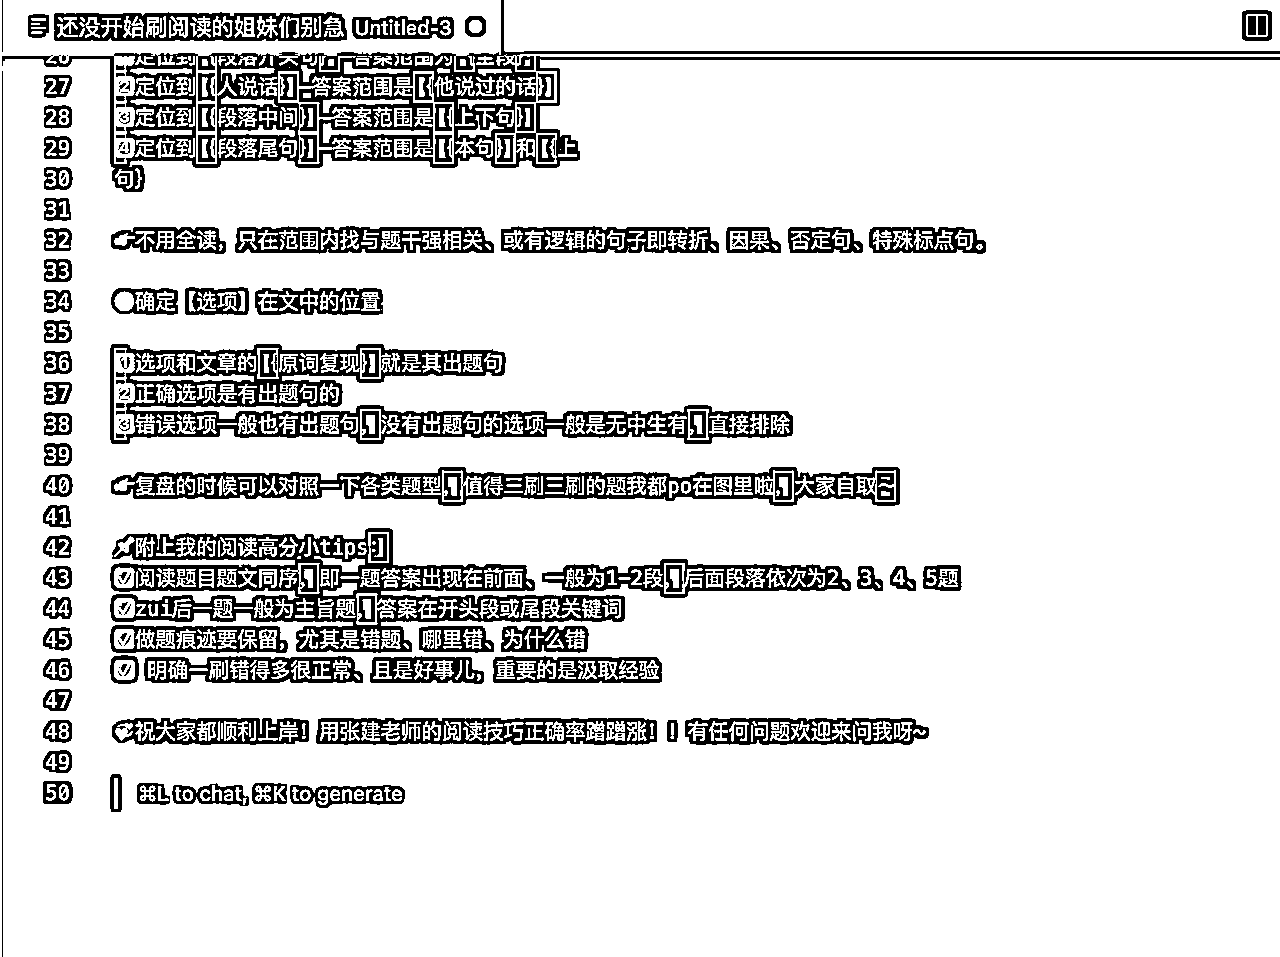 还没开始刷阅读的姐妹们别急 Untitled-3
26 定位到【{段落开头句}】—答案范围为【{全段}】
27 ②定位到【{人说话}】—答案范围是【{他说过的话}】
28 ③定位到【{段落中间}】—答案范围是【{上下句}】
29 ④定位到【{段落尾句}】—答案范围是【{本句}】和【{上
30 句}
31
32 👉不用全读，只在范围内找与题干强相关、或有逻辑的句子即转折、因果、否定句、特殊标点句。
33
34 确定【选项】在文中的位置
35
36 ①选项和文章的【{原词复现}】就是其出题句
37 ②正确选项是有出题句的
38 ③错误选项一般也有出题句，没有出题句的选项一般是无中生有，直接排除
39
40 👉复盘的时候可以对照一下各类题型，值得二刷三刷的题我都po在图里啦，大家自取~
41
42 📌附上我的阅读高分小tips:]
43 ✅阅读题目题文同序，即一题答案出现在前面、一般为1-2段，后面段落依次为2、3、4、5题
44 ✅zui后一题一般为主旨题，答案在开头段或尾段关键词
45 ✅做题痕迹要保留，尤其是错题、哪里错、为什么错
46 ✅ 明确一刷错得多很正常、且是好事儿，重要的是汲取经验
47
48 祝大家都顺利上岸！用张建老师的阅读技巧正确率蹭蹭涨！！有任何问题欢迎来问我呀~
49
50 ⌘L to chat, ⌘K to generate